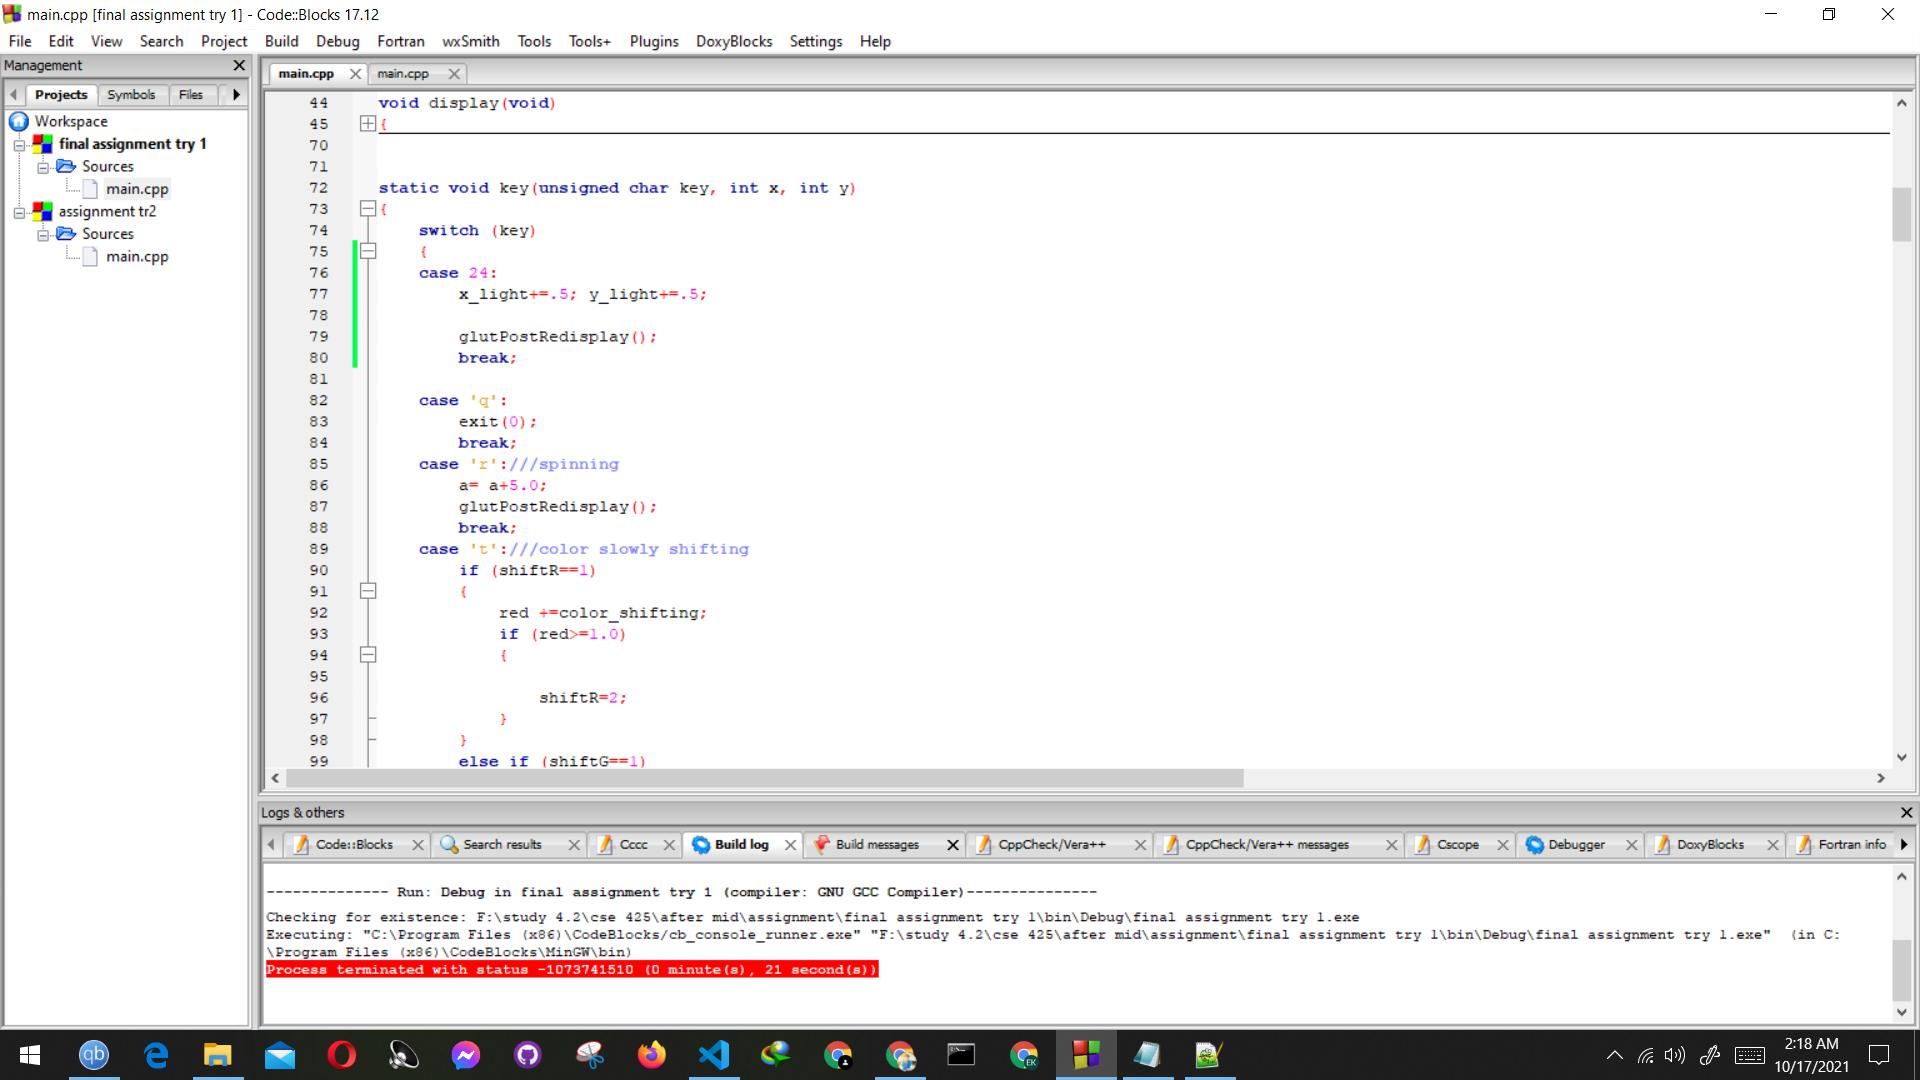 main.cpp [final assignment try 1] - Code::Blocks 17.12
File Edit View Search Project Build Debug Fortran wxSmith Tools Tools+ Plugins DoxyBlocks Settings Help
Management
Projects Symbols Files
Workspace
final assignment try 1
Sources
main.cpp
assignment tr2
Sources
main.cpp
main.cpp main.cpp
44 void display(void)
45 {
70
71
72 static void key(unsigned char key, int x, int y)
73 {
74 switch (key)
75 {
76 case 24:
77 x_light+=.5; y_light+=.5;
78
79 glutPostRedisplay();
80 break;
81
82 case 'q':
83 exit(0);
84 break;
85 case 'r':///spinning
86 a= a+5.0;
87 glutPostRedisplay();
88 break;
89 case 't':///color slowly shifting
90 if (shiftR==1)
91 {
92 red +=color_shifting;
93 if (red>=1.0)
94 {
95
96 shiftR=2;
97 }
98 }
99 else if (shiftG==1)
Logs & others
Code::Blocks Search results Cccc Build log Build messages CppCheck/Vera++ CppCheck/Vera++ messages Cscope Debugger DoxyBlocks Fortran info
-------------- Run: Debug in final assignment try 1 (compiler: GNU GCC Compiler)---------------
Checking for existence: F:\study 4.2\cse 425\after mid\assignment\final assignment try 1\bin\Debug\final assignment try 1.exe
Executing: "C:\Program Files (x86)\CodeBlocks/cb_console_runner.exe" "F:\study 4.2\cse 425\after mid\assignment\final assignment try 1\bin\Debug\final assignment try 1.exe"  (in C:
\Program Files (x86)\CodeBlocks\MinGW\bin)
Process terminated with status -1073741510 (0 minute(s), 21 second(s))
qb
EK
2:18 AM
10/17/2021